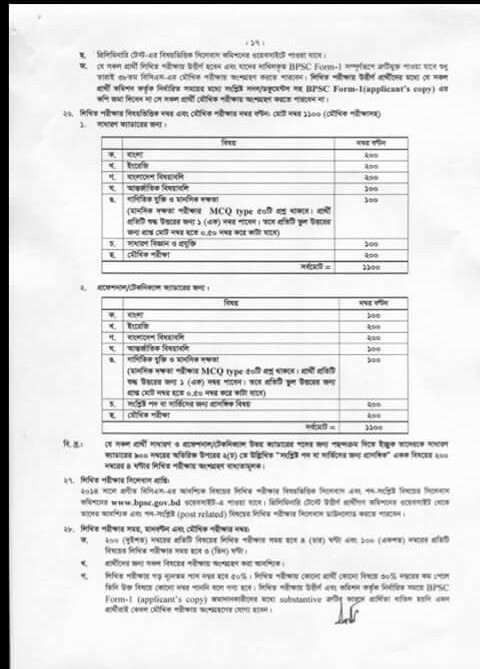 : ১৭ :
ছ. প্রিলিমিনারি টেস্ট-এর বিষয়ভিত্তিক সিলেবাস কমিশনের ওয়েবসাইটে পাওয়া যাবে।
জ. যে সকল প্রার্থী লিখিত পরীক্ষায় উত্তীর্ণ হবেন এবং যাদের দাখিলকৃত BPSC Form-1 সম্পূর্ণরূপে ত্রুটিমুক্ত পাওয়া যাবে শুধু
তারাই ৩৮তম বিসিএস-এর মৌখিক পরীক্ষায় অংশগ্রহণ করতে পারবেন। লিখিত পরীক্ষায় উত্তীর্ণ প্রার্থীদের মধ্যে যে সকল
প্রার্থী কমিশন কর্তৃক নির্ধারিত সময়ের মধ্যে সংশ্লিষ্ট সনদ/ডকুমেন্টস সহ BPSC Form-1(applicant's copy) এর
কপি জমা দিবেন না সে সকল প্রার্থী মৌখিক পরীক্ষায় অংশগ্রহণ করতে পারবেন না।
২৬. লিখিত পরীক্ষার বিষয়ভিত্তিক নম্বর এবং মৌখিক পরীক্ষার নম্বর বণ্টন: মোট নম্বর ১১০০ (মৌখিক পরীক্ষাসহ)
১. সাধারণ ক্যাডারের জন্য।
বিষয় নম্বর বণ্টন
ক. বাংলা ২০০
খ. ইংরেজি ২০০
গ. বাংলাদেশ বিষয়াবলি ২০০
ঘ. আন্তর্জাতিক বিষয়াবলি ১০০
ঙ. গাণিতিক যুক্তি ও মানসিক দক্ষতা ১০০
(মানসিক দক্ষতা পরীক্ষার MCQ type ৫০টি প্রশ্ন থাকবে। প্রার্থী
প্রতিটি শুদ্ধ উত্তরের জন্য ১ (এক) নম্বর পাবেন। তবে প্রতিটি ভুল উত্তরের
জন্য প্রাপ্ত মোট নম্বর হতে ০.৫০ নম্বর করে কাটা যাবে)
চ. সাধারণ বিজ্ঞান ও প্রযুক্তি ১০০
ছ. মৌখিক পরীক্ষা ২০০
সর্বমোট = ১১০০
২. প্রফেশনাল/টেকনিক্যাল ক্যাডারের জন্য।
বিষয় নম্বর বণ্টন
ক. বাংলা ১০০
খ. ইংরেজি ২০০
গ. বাংলাদেশ বিষয়াবলি ২০০
ঘ. আন্তর্জাতিক বিষয়াবলি ১০০
ঙ. গাণিতিক যুক্তি ও মানসিক দক্ষতা ১০০
(মানসিক দক্ষতা পরীক্ষার MCQ type ৫০টি প্রশ্ন থাকবে। প্রার্থী প্রতিটি
শুদ্ধ উত্তরের জন্য ১ (এক) নম্বর পাবেন। তবে প্রতিটি ভুল উত্তরের জন্য
প্রাপ্ত মোট নম্বর হতে ০.৫০ নম্বর করে কাটা যাবে)
চ. সংশ্লিষ্ট পদ বা সার্ভিসের জন্য প্রাসঙ্গিক বিষয় ২০০
ছ. মৌখিক পরীক্ষা ২০০
সর্বমোট = ১১০০
বি. দ্র.: যে সকল প্রার্থী সাধারণ ও প্রফেশনাল/টেকনিক্যাল উভয় ক্যাডারের পদের জন্য পছন্দক্রম দিতে ইচ্ছুক তাদেরকে সাধারণ
ক্যাডারের ৯০০ নম্বরের অতিরিক্ত উপরের ২(চ) তে উল্লিখিত "সংশ্লিষ্ট পদ বা সার্ভিসের জন্য প্রাসঙ্গিক" একক বিষয়ের ২০০
নম্বরের ৪ ঘণ্টার লিখিত পরীক্ষায় অংশগ্রহণ বাধ্যতামূলক।
২৭. লিখিত পরীক্ষার সিলেবাস প্রাপ্তি:
২০১৪ সালে প্রণীত বিসিএস-এর আবশ্যিক বিষয়ের লিখিত পরীক্ষার বিষয়ভিত্তিক সিলেবাস এবং পদ-সংশ্লিষ্ট বিষয়ের সিলেবাস
কমিশনের www.bpsc.gov.bd ওয়েবসাইট-এ পাওয়া যাবে। প্রিলিমিনারি টেস্টে উত্তীর্ণ প্রার্থীগণ কমিশনের ওয়েবসাইট থেকে
তাদের আবশ্যিক এবং পদ-সংশ্লিষ্ট (post related) বিষয়ের লিখিত পরীক্ষার সিলেবাস ডাউনলোড করতে পারবেন।
২৮. লিখিত পরীক্ষার সময়, মানবণ্টন এবং মৌখিক পরীক্ষার নম্বর:
ক. ২০০ (দুইশত) নম্বরের প্রতিটি বিষয়ের লিখিত পরীক্ষার সময় হবে ৪ (চার) ঘণ্টা এবং ১০০ (একশত) নম্বরের প্রতিটি
বিষয়ের লিখিত পরীক্ষার সময় হবে ৩ (তিন) ঘণ্টা।
খ. প্রার্থীদের জন্য সকল বিষয়ের পরীক্ষায় অংশগ্রহণ করা আবশ্যিক।
গ. লিখিত পরীক্ষায় গড় ন্যূনতম পাস নম্বর হবে ৫০%। লিখিত পরীক্ষায় কোনো প্রার্থী কোনো বিষয়ে ৩০% নম্বরের কম পেলে
তিনি উক্ত বিষয়ে কোনো নম্বর পাননি বলে গণ্য হবে। লিখিত পরীক্ষায় উত্তীর্ণ এবং কমিশন কর্তৃক নির্ধারিত সময়ে BPSC
Form-1 (applicant's copy) জমাদানকারীদের মধ্যে substantive ত্রুটির কারণে প্রার্থিতা বাতিল হয়নি এমন
প্রার্থীরাই কেবল মৌখিক পরীক্ষায় অংশগ্রহণের যোগ্য হবেন।